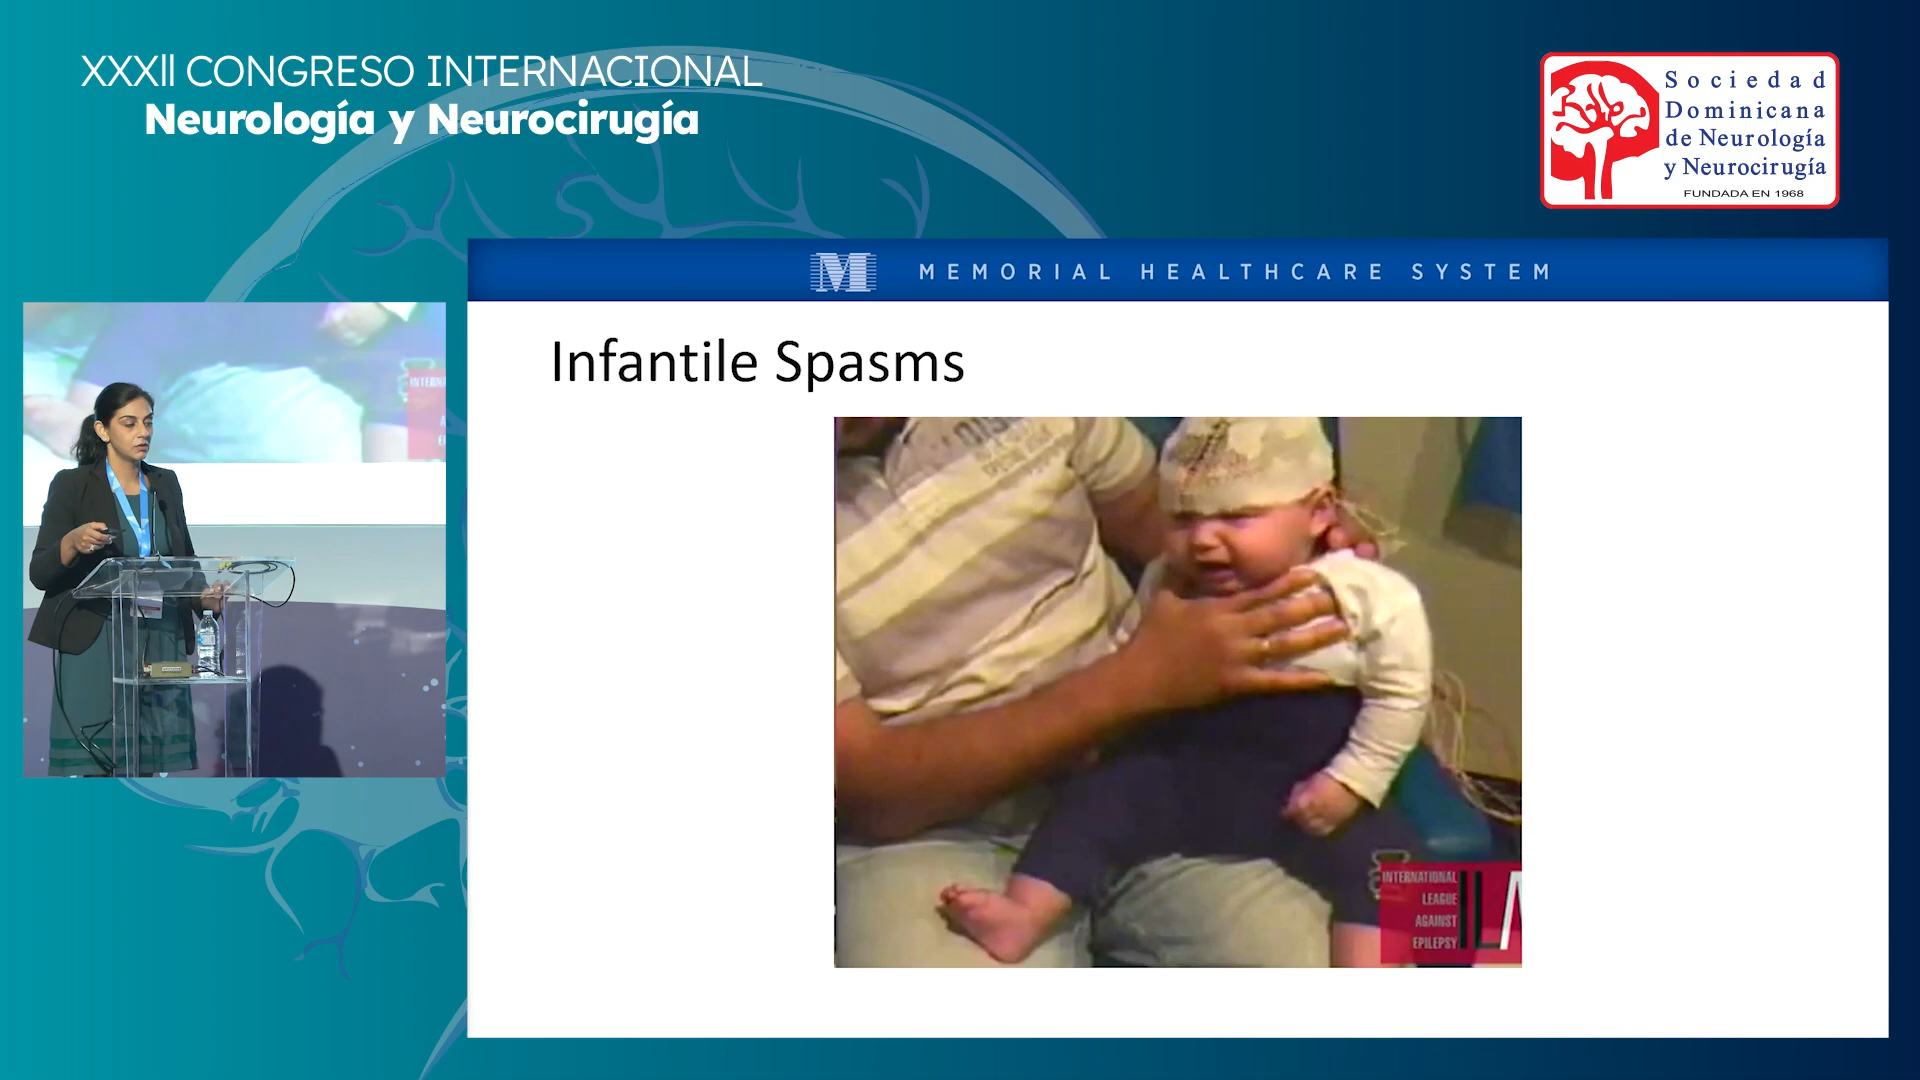 XXXII CONGRESO INTERNACIONAL
Neurología y Neurocirugía
Sociedad
Dominicana
de Neurología
y Neurocirugía
FUNDADA EN 1968
M MEMORIAL HEALTHCARE SYSTEM
Infantile Spasms
INTERNATIONAL
LEAGUE
AGAINST
EPILEPSY